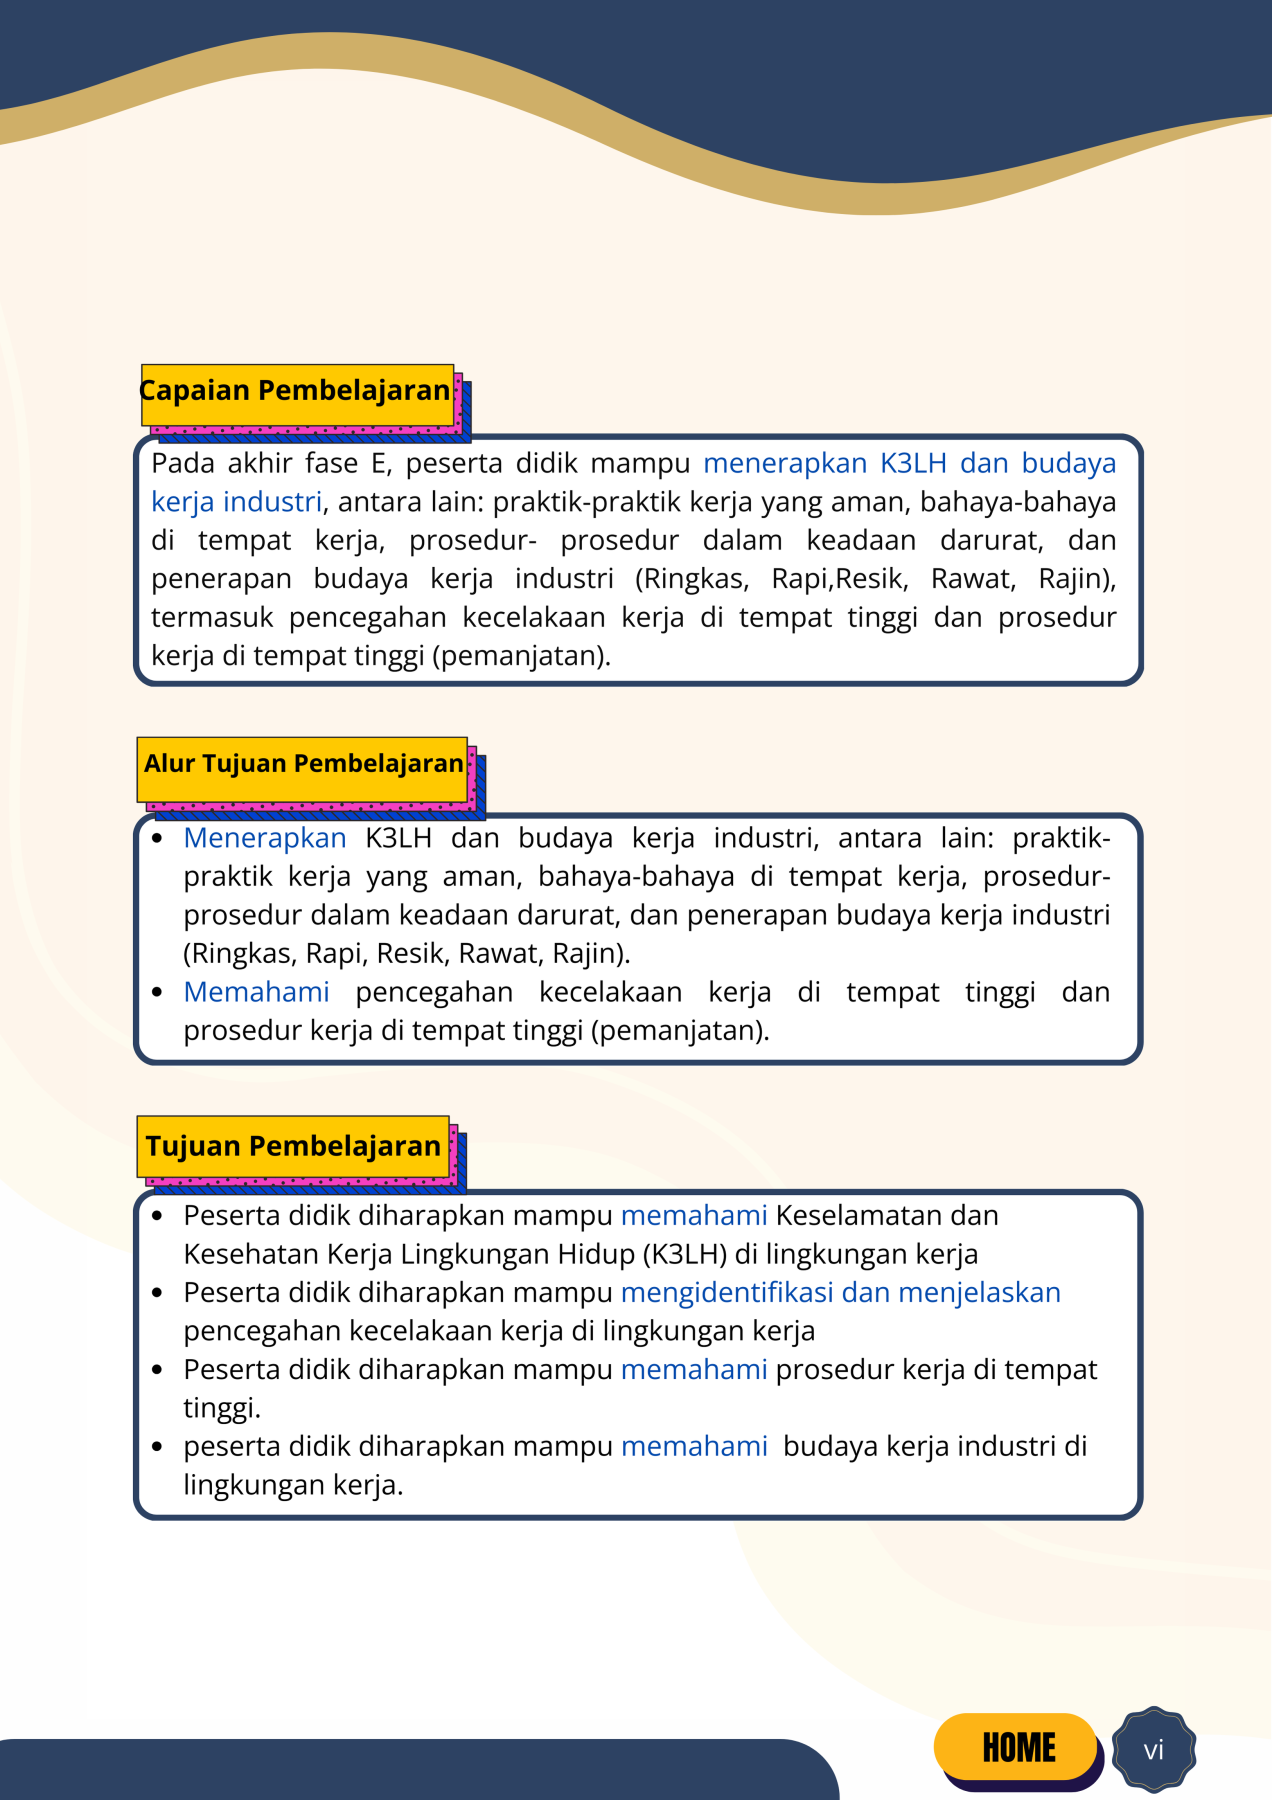 Capaian Pembelajaran
Pada akhir fase E, peserta didik mampu menerapkan K3LH dan budaya
kerja industri, antara lain: praktik-praktik kerja yang aman, bahaya-bahaya
di tempat kerja, prosedur- prosedur dalam keadaan darurat, dan
penerapan budaya kerja industri (Ringkas, Rapi,Resik, Rawat, Rajin),
termasuk pencegahan kecelakaan kerja di tempat tinggi dan prosedur
kerja di tempat tinggi (pemanjatan).
Alur Tujuan Pembelajaran
• Menerapkan K3LH dan budaya kerja industri, antara lain: praktik-
praktik kerja yang aman, bahaya-bahaya di tempat kerja, prosedur-
prosedur dalam keadaan darurat, dan penerapan budaya kerja industri
(Ringkas, Rapi, Resik, Rawat, Rajin).
• Memahami pencegahan kecelakaan kerja di tempat tinggi dan
prosedur kerja di tempat tinggi (pemanjatan).
Tujuan Pembelajaran
• Peserta didik diharapkan mampu memahami Keselamatan dan
Kesehatan Kerja Lingkungan Hidup (K3LH) di lingkungan kerja
• Peserta didik diharapkan mampu mengidentifikasi dan menjelaskan
pencegahan kecelakaan kerja di lingkungan kerja
• Peserta didik diharapkan mampu memahami prosedur kerja di tempat
tinggi.
• peserta didik diharapkan mampu memahami budaya kerja industri di
lingkungan kerja.
HOME
vi